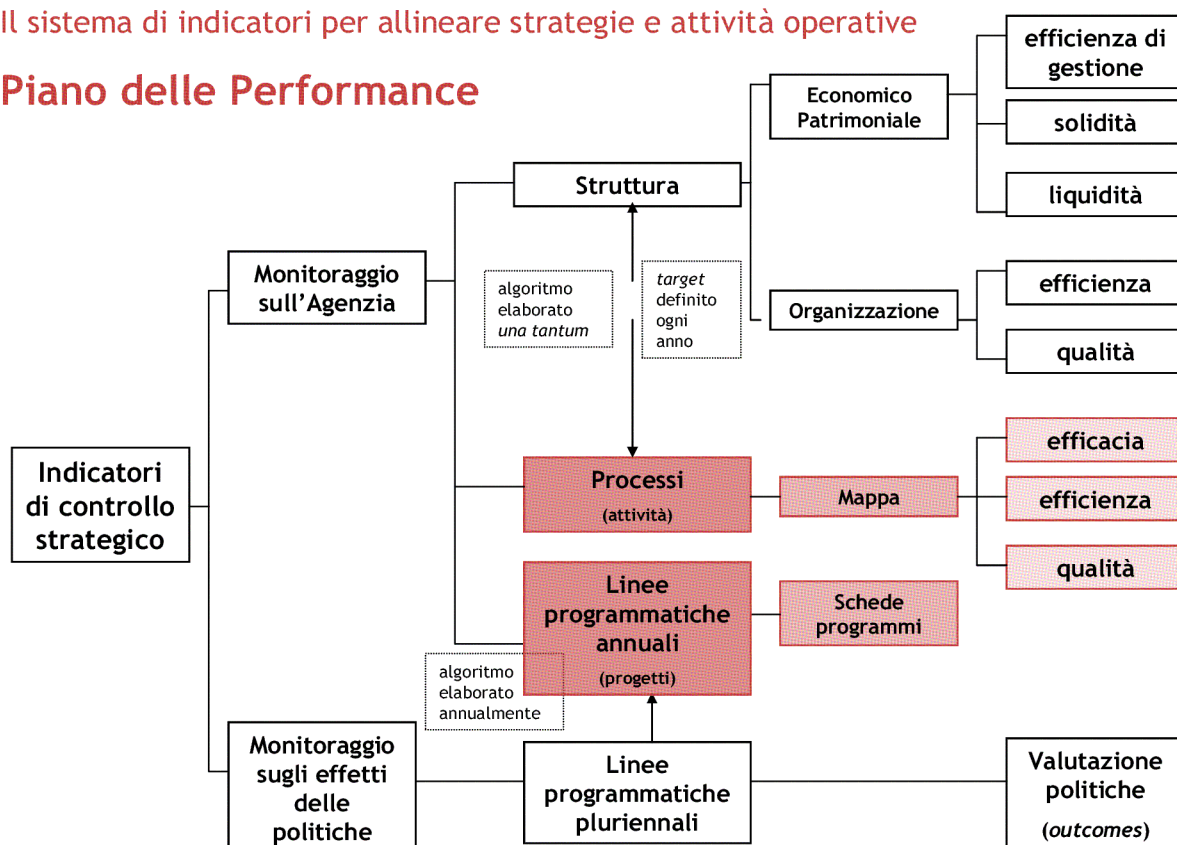 Il sistema di indicatori per allineare strategie e attività operative
Piano delle Performance
efficienza di
gestione
Economico
Patrimoniale
solidità
Struttura
liquidità
Monitoraggio
sull’Agenzia
algoritmo
elaborato
una tantum
target
definito
ogni
anno
Organizzazione
efficienza
qualità
Indicatori
di controllo
strategico
Processi
(attività)
Mappa
efficacia
efficienza
qualità
Linee
programmatiche
annuali
(progetti)
Schede
programmi
algoritmo
elaborato
annualmente
Monitoraggio
sugli effetti
delle
politiche
Linee
programmatiche
pluriennali
Valutazione
politiche
(outcomes)